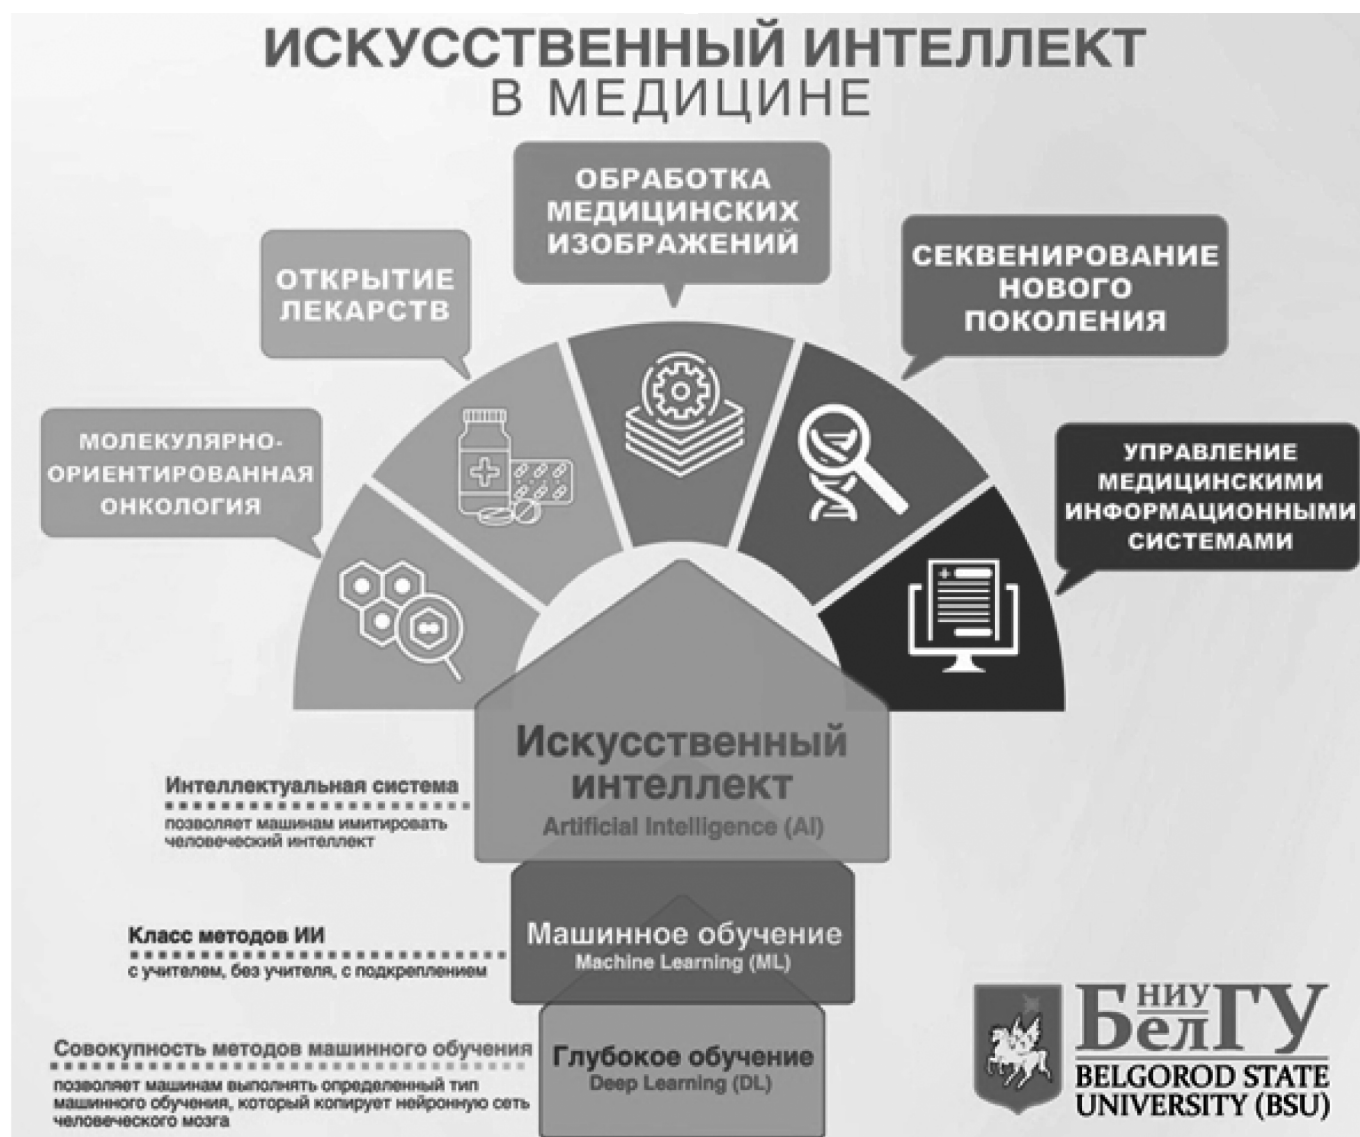 ИСКУССТВЕННЫЙ ИНТЕЛЛЕКТ
В МЕДИЦИНЕ
ОБРАБОТКА
МЕДИЦИНСКИХ
ИЗОБРАЖЕНИЙ
ОТКРЫТИЕ
ЛЕКАРСТВ
СЕКВЕНИРОВАНИЕ
НОВОГО
ПОКОЛЕНИЯ
МОЛЕКУЛЯРНО-
ОРИЕНТИРОВАННАЯ
ОНКОЛОГИЯ
УПРАВЛЕНИЕ
МЕДИЦИНСКИМИ
ИНФОРМАЦИОННЫМИ
СИСТЕМАМИ
Искусственный
интеллект
Artificial Intelligence (AI)
Интеллектуальная система
позволяет машинам имитировать
человеческий интеллект
Машинное обучение
Machine Learning (ML)
Класс методов ИИ
с учителем, без учителя, с подкреплением
Глубокое обучение
Deep Learning (DL)
Совокупность методов машинного обучения
позволяет машинам выполнять определенный тип
машинного обучения, который копирует нейронную сеть
человеческого мозга
НИУ
БелГУ
BELGOROD STATE
UNIVERSITY (BSU)